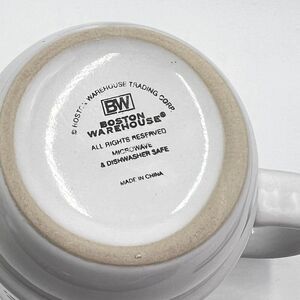 © BOSTON WAREHOUSE TRADING CORP.
BW
BOSTON
WAREHOUSE®
ALL RIGHTS RESERVED
MICROWAVE
& DISHWASHER SAFE
MADE IN CHINA